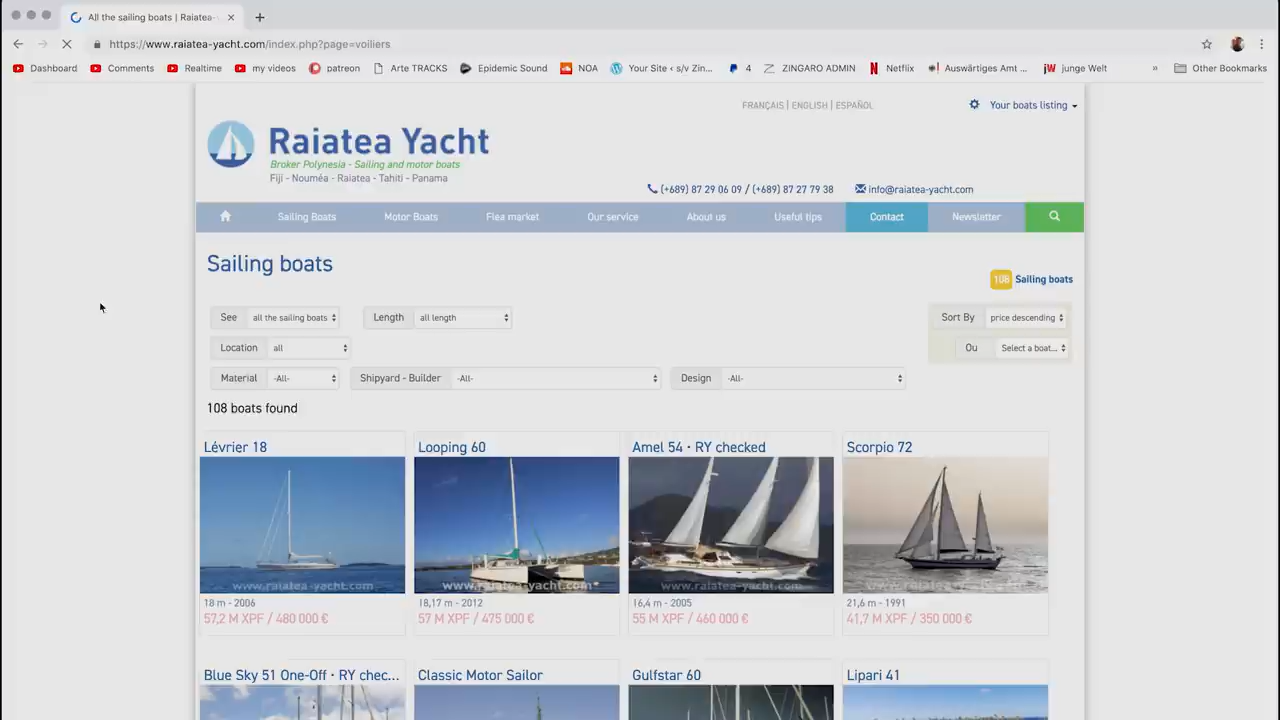 All the sailing boats | Raiatea
https://www.raiatea-yacht.com/index.php?page=voiliers
Dashboard Comments Realtime my videos patreon Arte TRACKS Epidemic Sound NOA Your Site ‹ s/v Zin... 4 ZINGARO ADMIN Netflix Auswärtiges Amt ... junge Welt » Other Bookmarks
FRANÇAIS | ENGLISH | ESPAÑOL Your boats listing
Raiatea Yacht
Broker Polynesia - Sailing and motor boats
Fiji - Nouméa - Raiatea - Tahiti - Panama
(+689) 87 29 06 09 / (+689) 87 27 79 38 info@raiatea-yacht.com
Sailing Boats Motor Boats Flea market Our service About us Useful tips Contact Newsletter
Sailing boats
108 Sailing boats
See all the sailing boats Length all length Sort By price descending
Location all Ou Select a boat...
Material -All- Shipyard - Builder -All- Design -All-
108 boats found
Lévrier 18 Looping 60 Amel 54 • RY checked Scorpio 72
www.raiatea-yacht.com www.raiatea-yacht.com www.raiatea-yacht.com www.raiatea-yacht.com
18 m - 2006 18,17 m - 2012 16,4 m - 2005 21,6 m - 1991
57,2 M XPF / 480 000 € 57 M XPF / 475 000 € 55 M XPF / 460 000 € 41,7 M XPF / 350 000 €
Blue Sky 51 One-Off • RY chec... Classic Motor Sailor Gulfstar 60 Lipari 41